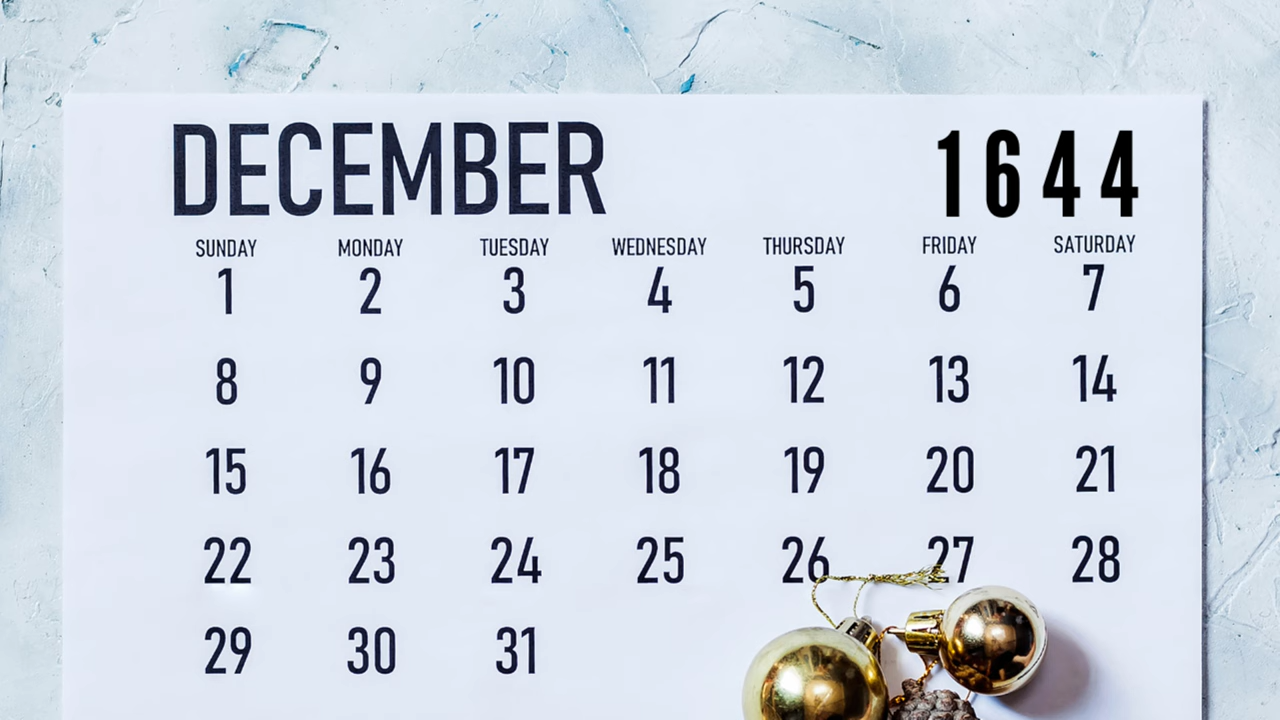 DECEMBER 1644
SUNDAY MONDAY TUESDAY WEDNESDAY THURSDAY FRIDAY SATURDAY
1 2 3 4 5 6 7
8 9 10 11 12 13 14
15 16 17 18 19 20 21
22 23 24 25 26 27 28
29 30 31